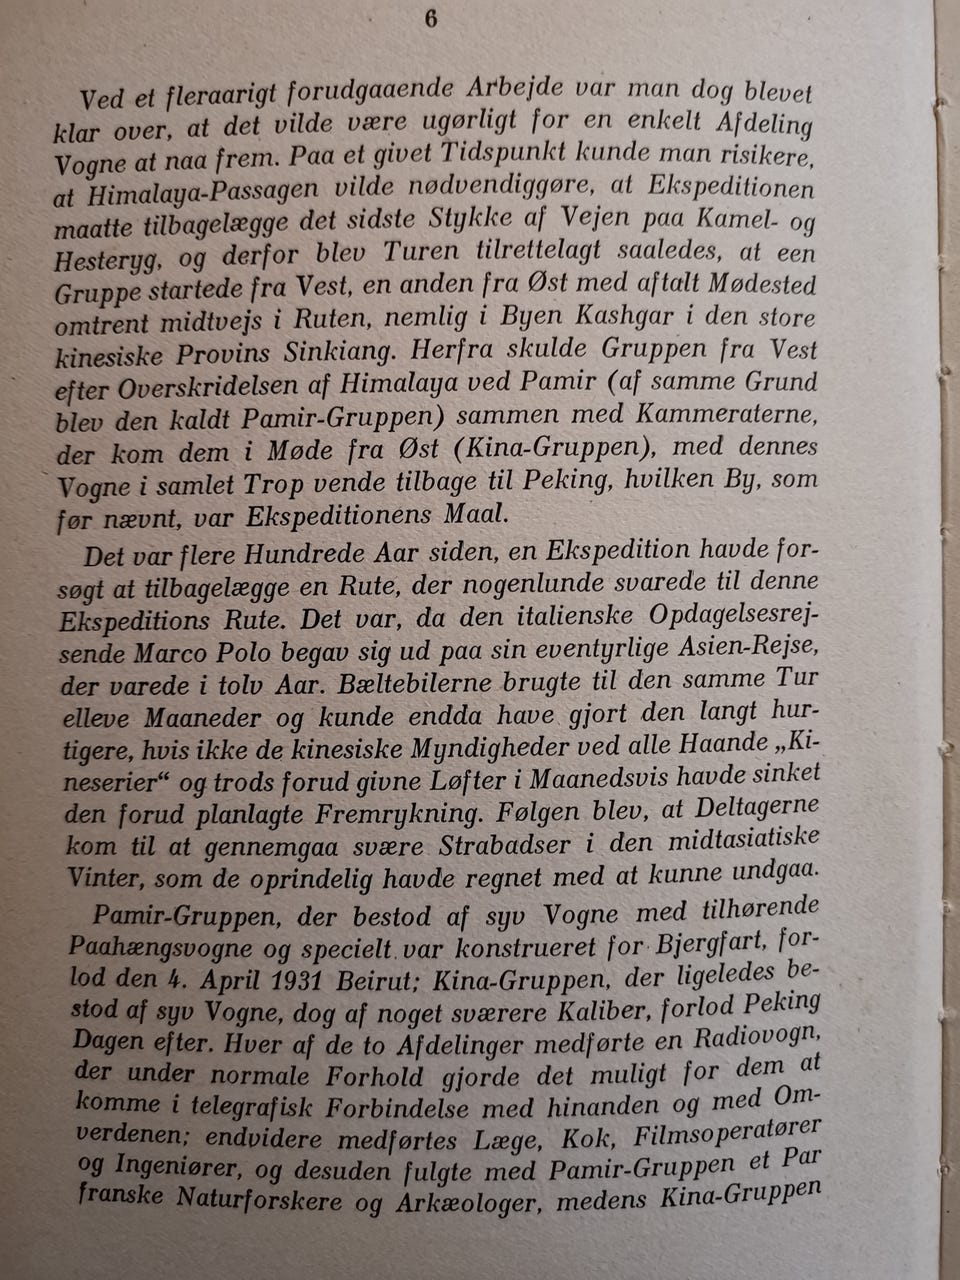 6
Ved et fleraarigt forudgaaende Arbejde var man dog blevet
klar over, at det vilde være ugørligt for en enkelt Afdeling
Vogne at naa frem. Paa et givet Tidspunkt kunde man risikere,
at Himalaya-Passagen vilde nødvendiggøre, at Ekspeditionen
maatte tilbagelægge det sidste Stykke af Vejen paa Kamel- og
Hesteryg, og derfor blev Turen tilrettelagt saaledes, at een
Gruppe startede fra Vest, en anden fra Øst med aftalt Mødested
omtrent midtvejs i Ruten, nemlig i Byen Kashgar i den store
kinesiske Provins Sinkiang. Herfra skulde Gruppen fra Vest
efter Overskridelsen af Himalaya ved Pamir (af samme Grund
blev den kaldt Pamir-Gruppen) sammen med Kammeraterne,
der kom dem i Møde fra Øst (Kina-Gruppen), med dennes
Vogne i samlet Trop vende tilbage til Peking, hvilken By, som
før nævnt, var Ekspeditionens Maal.
Det var flere Hundrede Aar siden, en Ekspedition havde for-
søgt at tilbagelægge en Rute, der nogenlunde svarede til denne
Ekspeditions Rute. Det var, da den italienske Opdagelsesrej-
sende Marco Polo begav sig ud paa sin eventyrlige Asien-Rejse,
der varede i tolv Aar. Bæltebilerne brugte til den samme Tur
elleve Maaneder og kunde endda have gjort den langt hur-
tigere, hvis ikke de kinesiske Myndigheder ved alle Haande „Ki-
neserier“ og trods forud givne Løfter i Maanedsvis havde sinket
den forud planlagte Fremrykning. Følgen blev, at Deltagerne
kom til at gennemgaa svære Strabadser i den midtasiatiske
Vinter, som de oprindelig havde regnet med at kunne undgaa.
Pamir-Gruppen, der bestod af syv Vogne med tilhørende
Paahængsvogne og specielt var konstrueret for Bjergfart, for-
lod den 4. April 1931 Beirut; Kina-Gruppen, der ligeledes be-
stod af syv Vogne, dog af noget sværere Kaliber, forlod Peking
Dagen efter. Hver af de to Afdelinger medførte en Radiovogn,
der under normale Forhold gjorde det muligt for dem at
komme i telegrafisk Forbindelse med hinanden og med Om-
verdenen; endvidere medførtes Læge, Kok, Filmsoperatører
og Ingeniører, og desuden fulgte med Pamir-Gruppen et Par
franske Naturforskere og Arkæologer, medens Kina-Gruppen